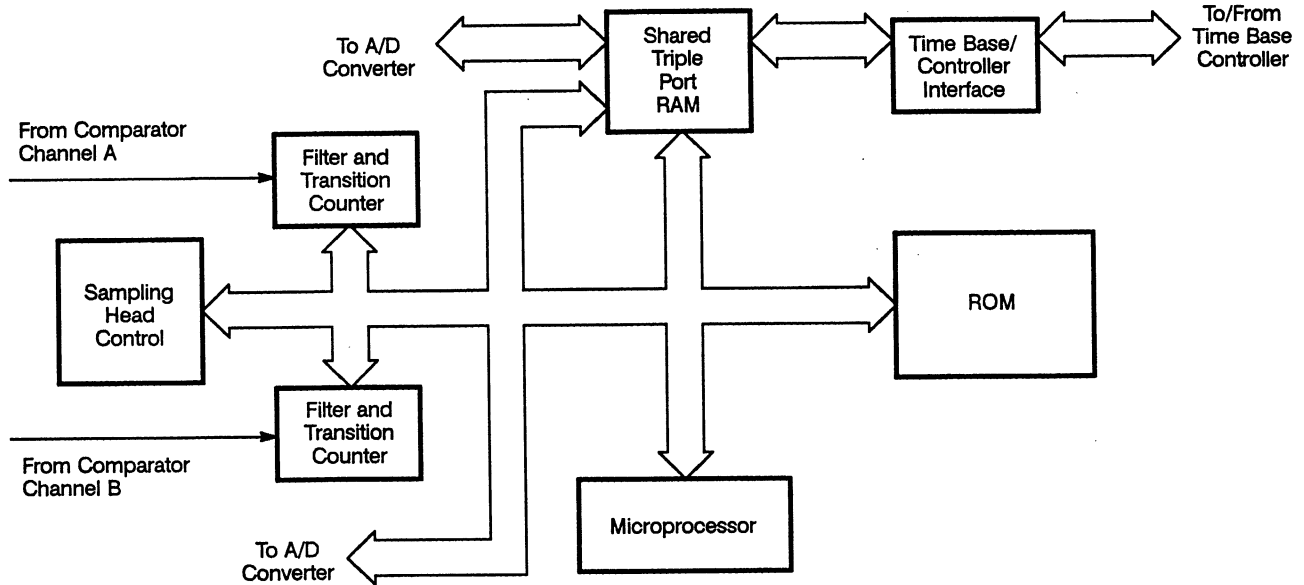 To A/D
Converter
Shared
Triple
Port
RAM
Time Base/
Controller
Interface
To/From
Time Base
Controller
From Comparator
Channel A
Filter and
Transition
Counter
Sampling
Head
Control
ROM
Filter and
Transition
Counter
From Comparator
Channel B
Microprocessor
To A/D
Converter